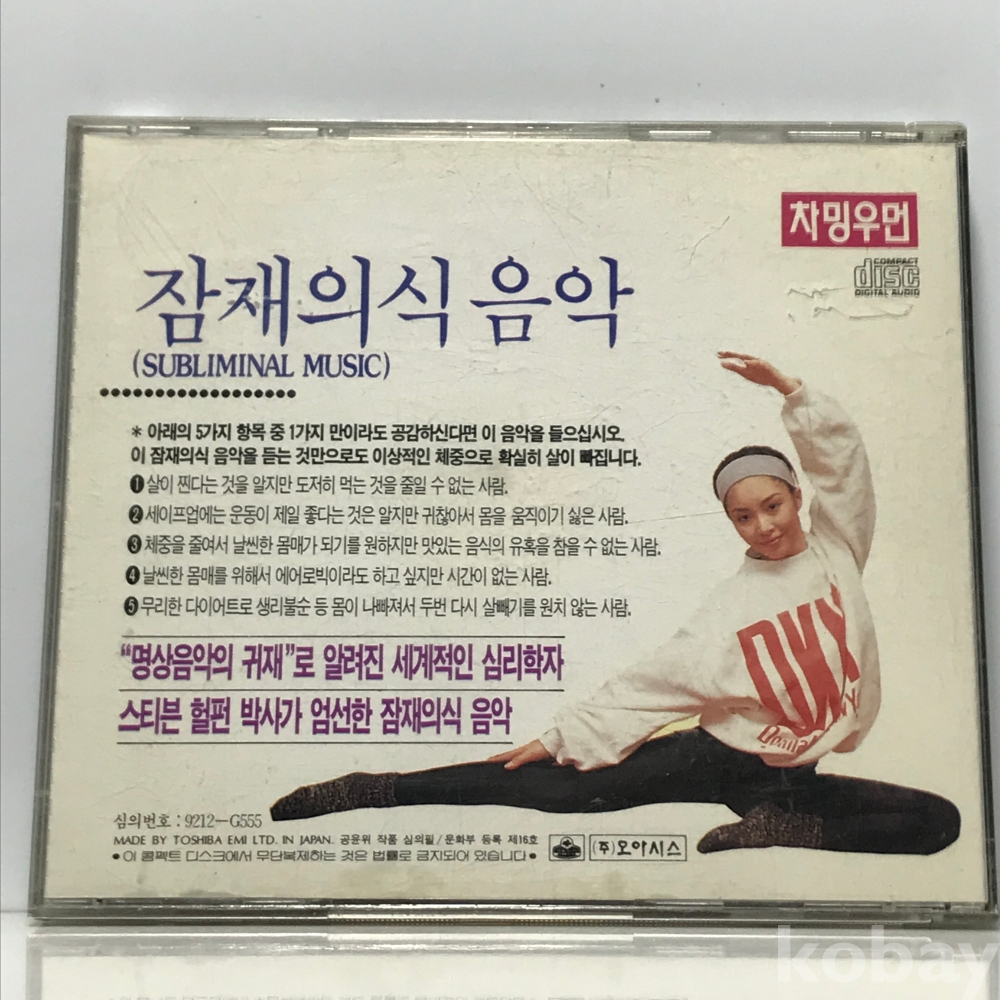 차밍우먼
COMPACT
disc
DIGITAL AUDIO
잠재의식 음악
(SUBLIMINAL MUSIC)
* 아래의 5가지 항목 중 1가지 만이라도 공감하신다면 이 음악을 들으십시오.
이 잠재의식 음악을 듣는 것만으로도 이상적인 체중으로 확실히 살이 빠집니다.
❶ 살이 찐다는 것을 알지만 도저히 먹는 것을 줄일 수 없는 사람.
❷ 세이프업에는 운동이 제일 좋다는 것은 알지만 귀찮아서 몸을 움직이기 싫은 사람.
❸ 체중을 줄여서 날씬한 몸매가 되기를 원하지만 맛있는 음식의 유혹을 참을 수 없는 사람.
❹ 날씬한 몸매를 위해서 에어로빅이라도 하고 싶지만 시간이 없는 사람.
❺ 무리한 다이어트로 생리불순 등 몸이 나빠져서 두번 다시 살빼기를 원치 않는 사람.
“명상음악의 귀재”로 알려진 세계적인 심리학자
스티븐 헐펀 박사가 엄선한 잠재의식 음악
심의번호 : 9212-G555
MADE BY TOSHIBA EMI LTD. IN JAPAN. 공윤위 작품 심의필/문화부 등록 제16호
• 이 콤팩트 디스크에서 무단복제하는 것은 법률로 금지되어 있습니다 •
(주)오아시스
kobay